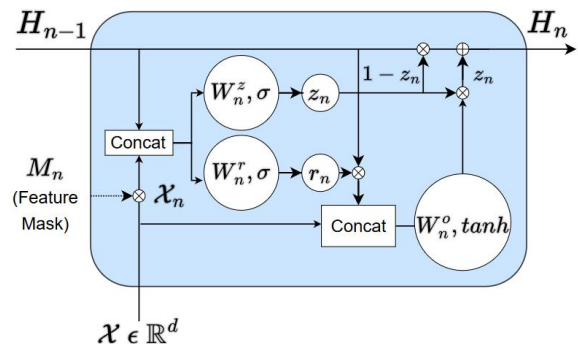 H_{n-1}
H_n
1 - z_n
z_n
W_n^z, σ
z_n
Concat
M_n
(Feature
Mask)
𝒳_n
W_n^r, σ
r_n
Concat
W_n^o, tanh
𝒳 ϵ ℝ^d